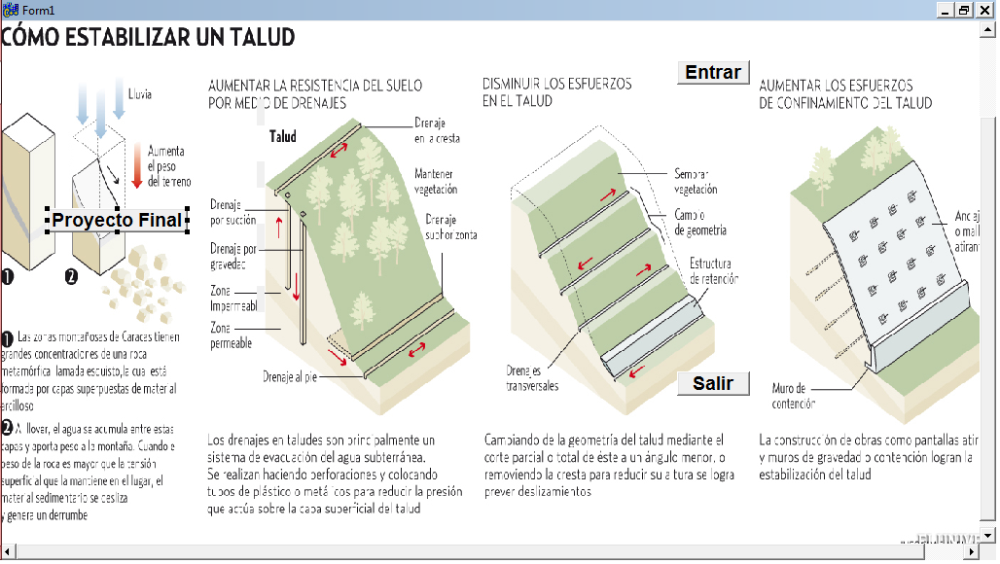 Form1
CÓMO ESTABILIZAR UN TALUD
Lluvia
Aumenta
el peso
del terreno
Proyecto Final
1
2
1 Las zonas montañosas de Caracas tienen
grandes concentraciones de una roca
metamórfica llamada esquisto, la cual está
formada por capas superpuestas de material
arcilloso
2 Al llover, el agua se acumula entre estas
capas y aporta peso a la montaña. Cuando e
peso de la roca es mayor que la tensión
superficial que la mantiene en el lugar, el
material sedimentario se desliza
y genera un derrumbe
AUMENTAR LA RESISTENCIA DEL SUELO
POR MEDIO DE DRENAJES
Talud
Drenaje
en la cresta
Mantener
vegetación
Drenaje
subhorizonta
Drenaje
por succión
Drenaje por
gravedad
Zona
Impermeabl
Zona
permeable
Drenaje al pie
Los drenajes en taludes son principalmente un
sistema de evacuación del agua subterránea.
Se realizan haciendo perforaciones y colocando
tubos de plástico o metálicos para reducir la presión
que actúa sobre la capa superficial del talud
DISMINUIR LOS ESFUERZOS
EN EL TALUD
Entrar
Sembrar
vegetación
Cambio
de geometría
Estructura
de retención
Drenajes
transversales
Salir
Cambiando de la geometría del talud mediante el
corte parcial o total de éste a un ángulo menor, o
removiendo la cresta para reducir su altura se logra
prever deslizamientos
AUMENTAR LOS ESFUERZOS
DE CONFINAMIENTO DEL TALUD
Anclaj
o mall
atirant
Muro de
contención
La construcción de obras como pantallas atir
y muros de gravedad o contención logran la
estabilización del talud